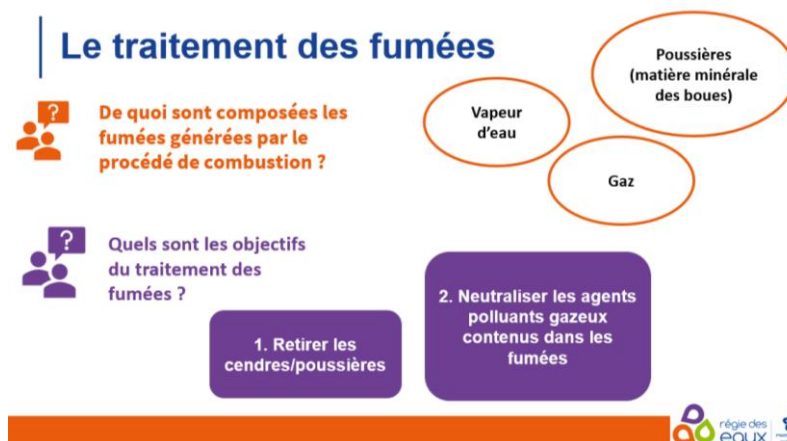 Le traitement des fumées
?
De quoi sont composées les
fumées générées par le
procédé de combustion ?
Vapeur
d'eau
Poussières
(matière minérale
des boues)
Gaz
?
Quels sont les objectifs
du traitement des
fumées ?
1. Retirer les
cendres/poussières
2. Neutraliser les agents
polluants gazeux
contenus dans les
fumées
régie des
eaux